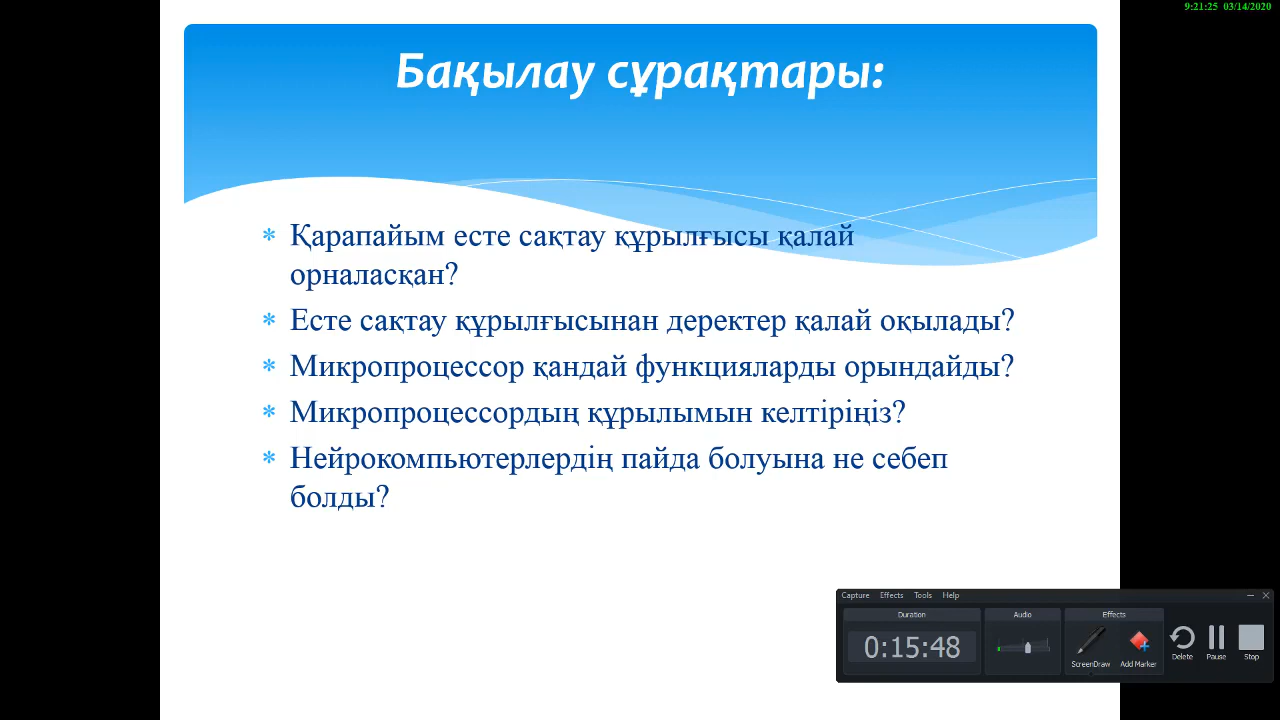 9:21:25 03/14/2020
Бақылау сұрақтары:
* Қарапайым есте сақтау құрылғысы қалай
орналасқан?
* Есте сақтау құрылғысынан деректер қалай оқылады?
* Микропроцессор қандай функцияларды орындайды?
* Микропроцессордың құрылымын келтіріңіз?
* Нейрокомпьютерлердің пайда болуына не себеп
болды?
Capture Effects Tools Help
Duration Audio Effects
0:15:48
ScreenDraw Add Marker Delete Pause Stop